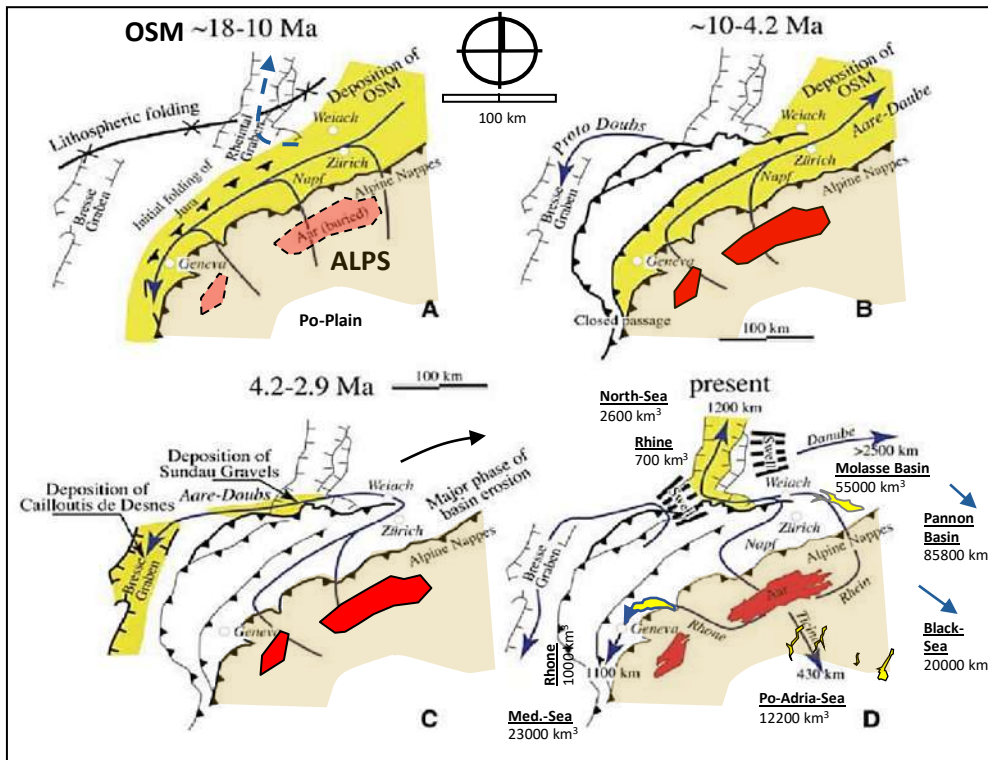 OSM ~18-10 Ma
Lithospheric folding
Rheintal
Graben
Deposition of
OSM
Weiach
Zürich
Initial folding of
Jura
Napf
Alpine Nappes
Bresse
Graben
Aar (buried)
Geneva
ALPS
Po-Plain
A
100 km
~10-4.2 Ma
Deposition of
OSM
Weiach
Aare-Daube
Proto Doubs
Zürich
Napf
Alpine Nappes
Bresse
Graben
Geneva
Closed passage
B
100 km
4.2-2.9 Ma
100 km
Deposition of
Sundau Gravels
Deposition of
Cailloutis de Desnes
Aare-Doubs
Weiach
Major phase of
basin erosion
Zürich
Alpine Nappes
Bresse
Graben
Geneva
C
present
North-Sea
2600 km³
1200 km
Rhine
700 km³
Swell
Danube
>2500 km
Molasse Basin
55000 km³
Weiach
Swell
Zürich
Pannon
Basin
85800 km
Napf
Alpine Nappes
Bresse
Graben
Aar
Rhein
Geneva
Rhone
Ticino
Black-
Sea
20000 km³
Rhone
1000 km³
1100 km
430 km
Po-Adria-Sea
12200 km³
Med.-Sea
23000 km³
D